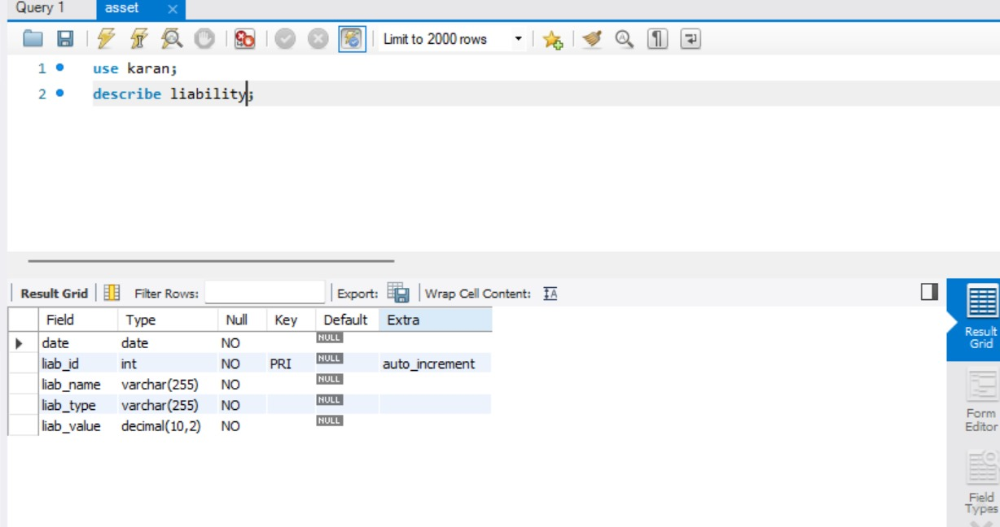 Query 1 asset
Limit to 2000 rows
1 use karan;
2 describe liability;
Result Grid Filter Rows: Export: Wrap Cell Content:
Field Type Null Key Default Extra
date date NO NULL
liab_id int NO PRI NULL auto_increment
liab_name varchar(255) NO NULL
liab_type varchar(255) NO NULL
liab_value decimal(10,2) NO NULL
Result
Grid
Form
Editor
Field
Types